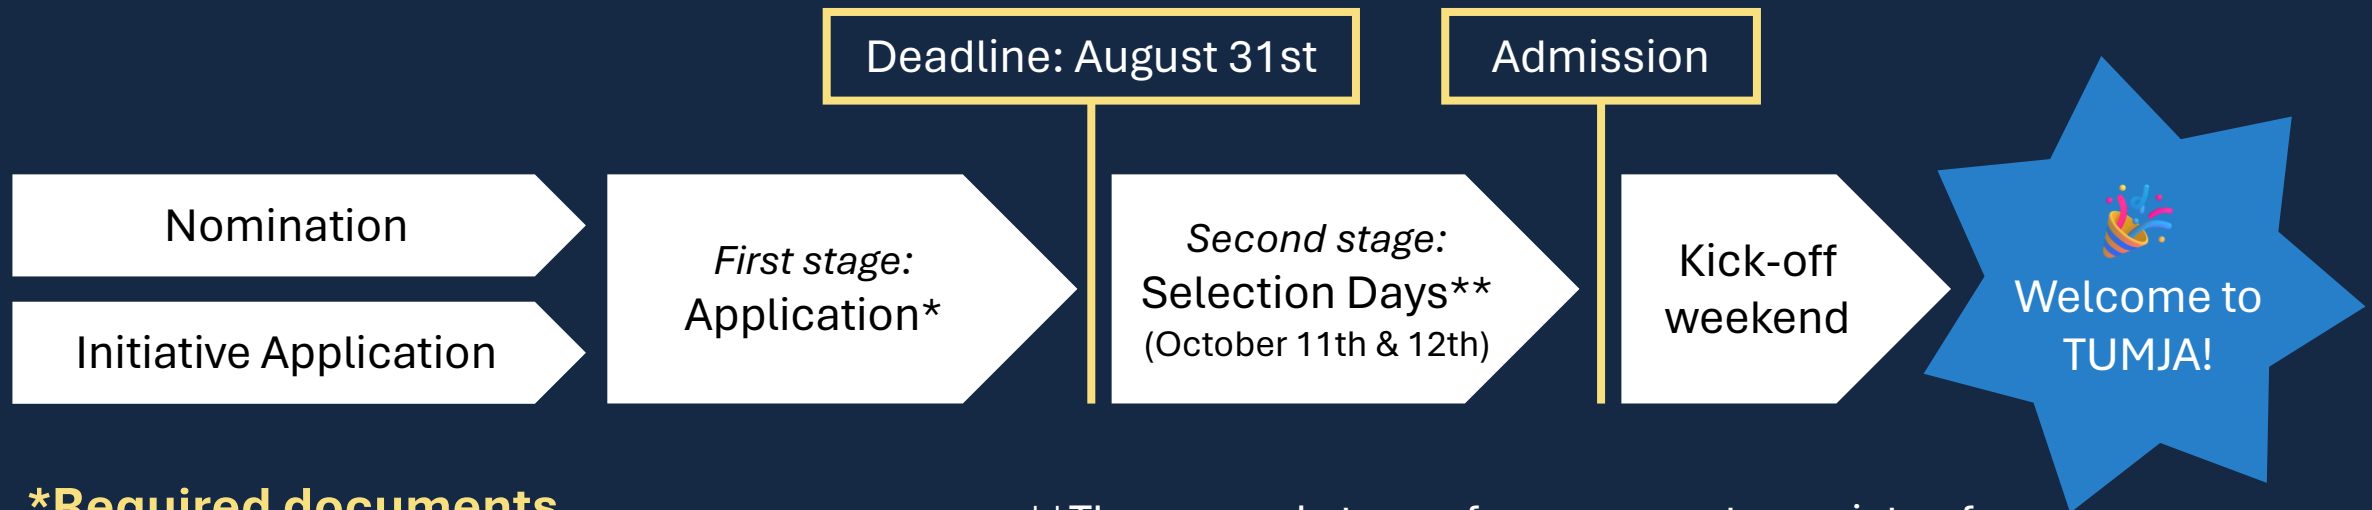 Deadline: August 31st
Admission
Nomination
Initiative Application
First stage:
Application*
Second stage:
Selection Days**
(October 11th & 12th)
Kick-off
weekend
Welcome to
TUMJA!
*Required documents